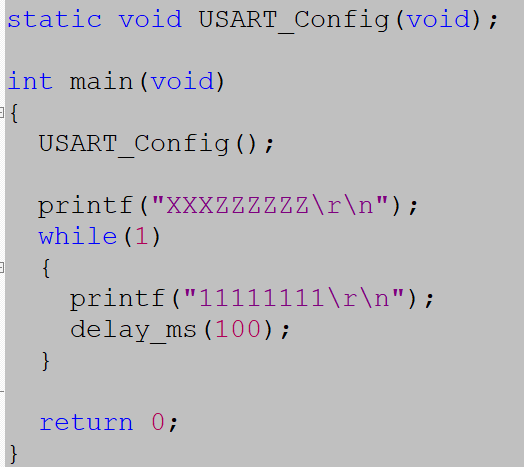 static void USART_Config(void);
int main(void)
{
USART_Config();
printf("XXXZZZZZZ\r\n");
while(1)
{
printf("11111111\r\n");
delay_ms(100);
}
return 0;
}